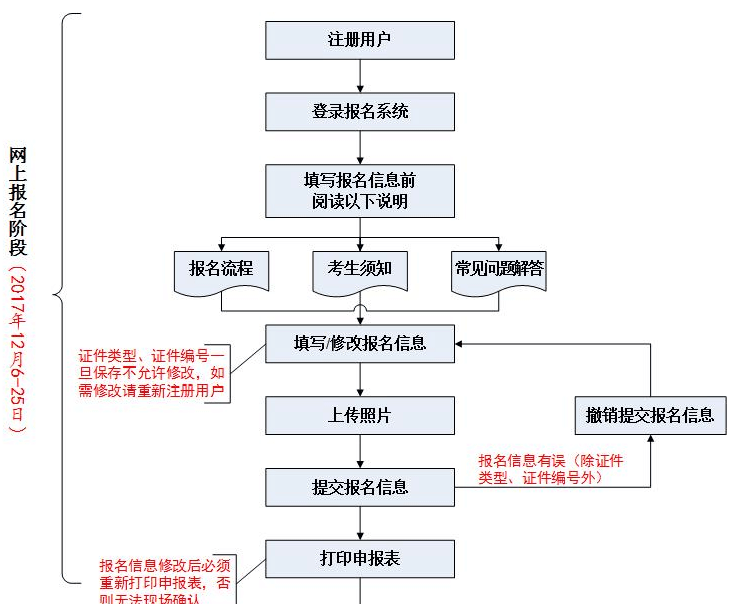 注册用户
登录报名系统
填写报名信息前
阅读以下说明
报名流程
考生须知
常见问题解答
网上报名阶段（2017年12月6-25日）
填写/修改报名信息
证件类型、证件编号一
旦保存不允许修改，如
需修改请重新注册用户
上传照片
撤销提交报名信息
报名信息有误（除证件
类型、证件编号外）
提交报名信息
打印申报表
报名信息修改后必须
重新打印申报表，否
则无法现场确认